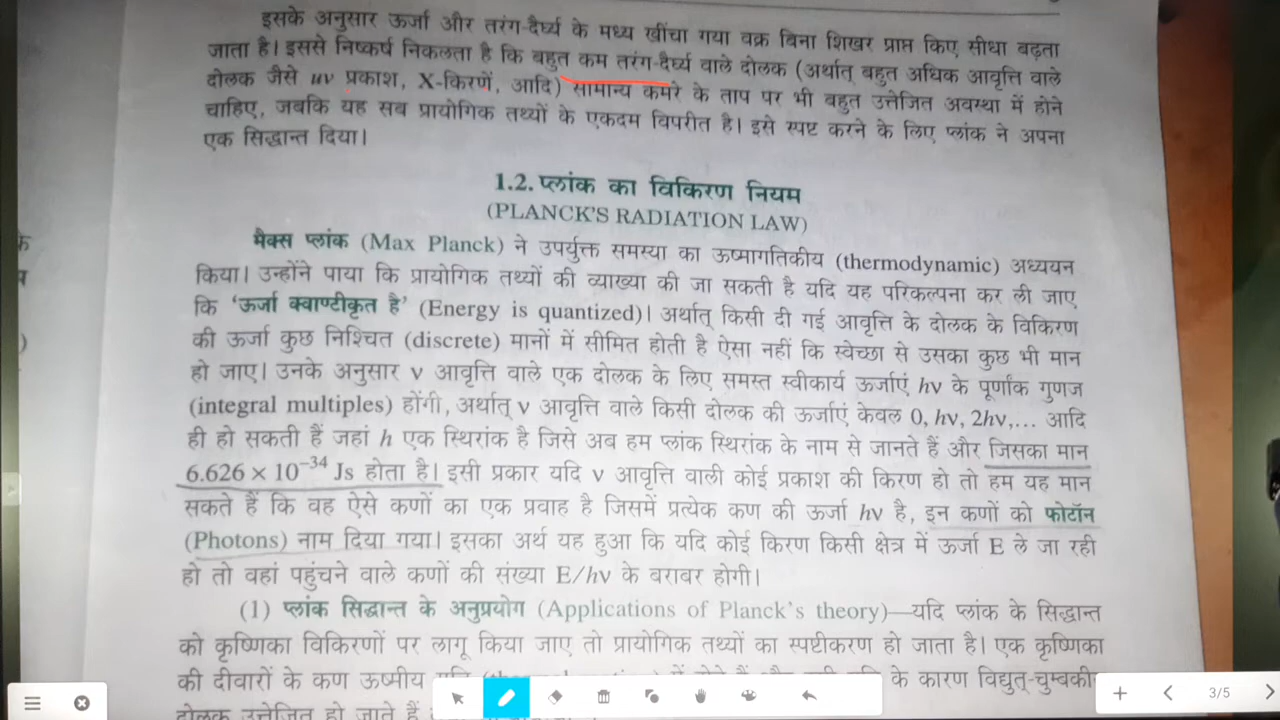 इसके अनुसार ऊर्जा और तरंग-दैर्घ्य के मध्य खींचा गया वक्र बिना शिखर प्राप्त किए सीधा बढ़ता
जाता है। इससे निष्कर्ष निकलता है कि बहुत कम तरंग-दैर्घ्य वाले दोलक (अर्थात् बहुत अधिक आवृत्ति वाले
दोलक जैसे uv प्रकाश, X-किरणें, आदि) सामान्य कमरे के ताप पर भी बहुत उत्तेजित अवस्था में होने
चाहिए, जबकि यह सब प्रायोगिक तथ्यों के एकदम विपरीत है। इसे स्पष्ट करने के लिए प्लांक ने अपना
एक सिद्धान्त दिया।
1.2. प्लांक का विकिरण नियम
(PLANCK'S RADIATION LAW)
मैक्स प्लांक (Max Planck) ने उपर्युक्त समस्या का ऊष्मागतिकीय (thermodynamic) अध्ययन
किया। उन्होंने पाया कि प्रायोगिक तथ्यों की व्याख्या की जा सकती है यदि यह परिकल्पना कर ली जाए
कि 'ऊर्जा क्वाण्टीकृत है' (Energy is quantized)। अर्थात् किसी दी गई आवृत्ति के दोलक के विकिरण
की ऊर्जा कुछ निश्चित (discrete) मानों में सीमित होती है ऐसा नहीं कि स्वेच्छा से उसका कुछ भी मान
हो जाए। उनके अनुसार ν आवृत्ति वाले एक दोलक के लिए समस्त स्वीकार्य ऊर्जाएं hν के पूर्णांक गुणज
(integral multiples) होंगी, अर्थात् ν आवृत्ति वाले किसी दोलक की ऊर्जाएं केवल 0, hν, 2hν,... आदि
ही हो सकती हैं जहां h एक स्थिरांक है जिसे अब हम प्लांक स्थिरांक के नाम से जानते हैं और जिसका मान
6.626 × 10⁻³⁴ Js होता है। इसी प्रकार यदि ν आवृत्ति वाली कोई प्रकाश की किरण हो तो हम यह मान
सकते हैं कि वह ऐसे कणों का एक प्रवाह है जिसमें प्रत्येक कण की ऊर्जा hν है, इन कणों को फोटॉन
(Photons) नाम दिया गया। इसका अर्थ यह हुआ कि यदि कोई किरण किसी क्षेत्र में ऊर्जा E ले जा रही
हो तो वहां पहुंचने वाले कणों की संख्या E/hν के बराबर होगी।
(1) प्लांक सिद्धान्त के अनुप्रयोग (Applications of Planck's theory)—यदि प्लांक के सिद्धान्त
को कृष्णिका विकिरणों पर लागू किया जाए तो प्रायोगिक तथ्यों का स्पष्टीकरण हो जाता है। एक कृष्णिका
की दीवारों के कण ऊष्मीय के कारण विद्युत्-चुम्बकीय
दोलक उत्तेजित हो जाते हैं
3/5